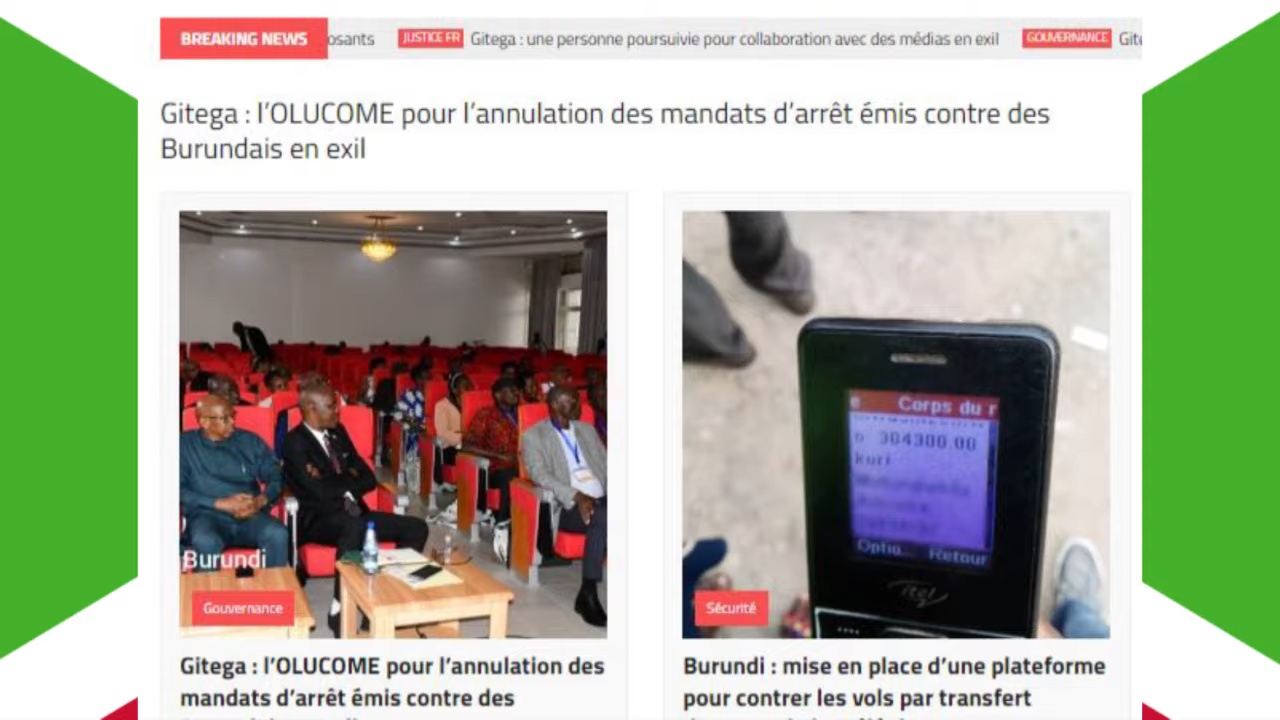 BREAKING NEWS osants JUSTICE FR Gitega : une personne poursuivie pour collaboration avec des médias en exil GOUVERNANCE Gite
Gitega : l’OLUCOME pour l’annulation des mandats d’arrêt émis contre des
Burundais en exil
Burundi
Gouvernance
Gitega : l’OLUCOME pour l’annulation des
mandats d’arrêt émis contre des
Corps du r
304300.00
kuri
Optio... Retour
itel
Sécurité
Burundi : mise en place d’une plateforme
pour contrer les vols par transfert